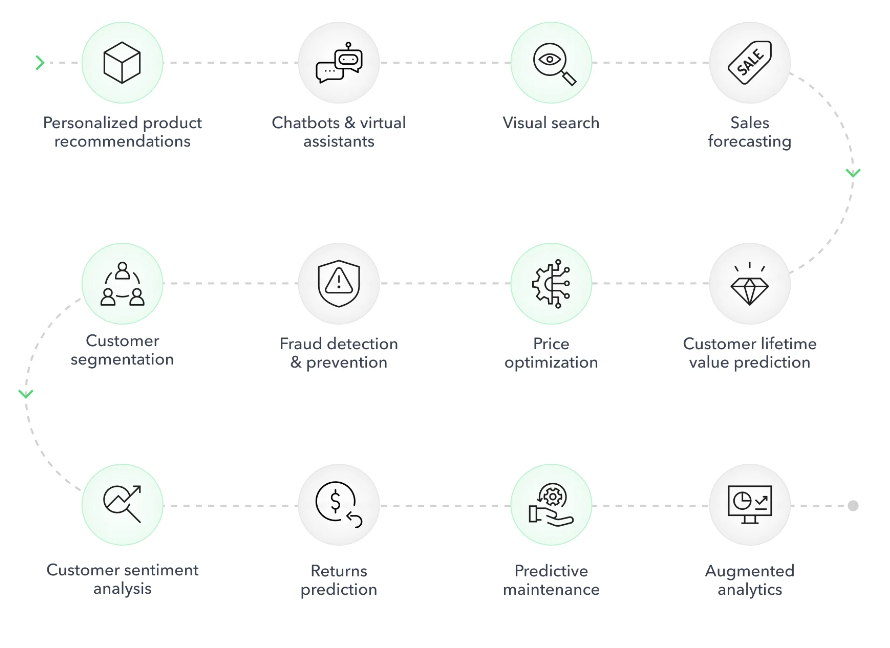 SALE
Personalized product
recommendations
Chatbots & virtual
assistants
Visual search
Sales
forecasting
Customer
segmentation
Fraud detection
& prevention
Price
optimization
Customer lifetime
value prediction
$
Customer sentiment
analysis
Returns
prediction
Predictive
maintenance
Augmented
analytics